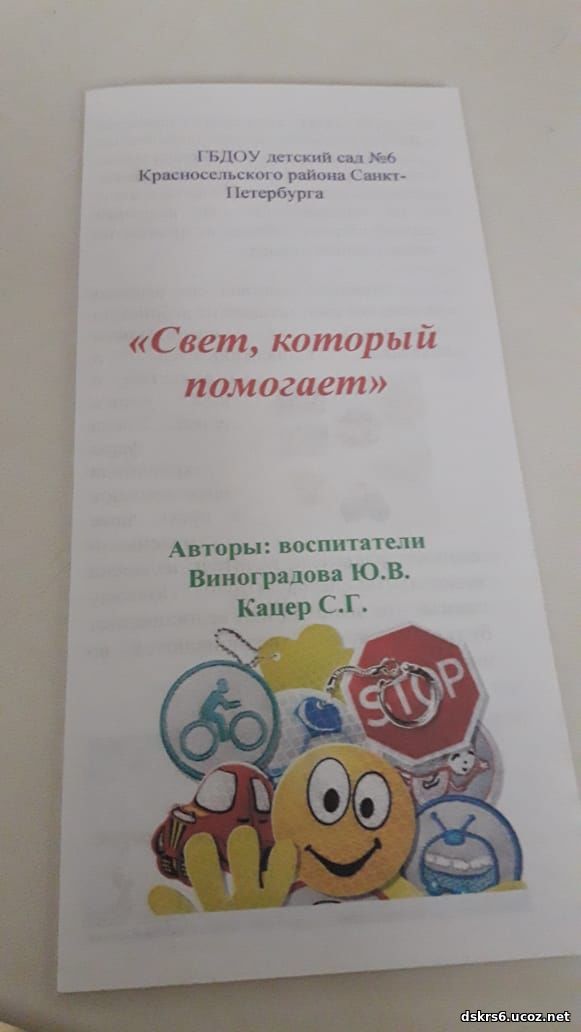 ГБДОУ детский сад №6
Красносельского района Санкт-
Петербурга
«Свет, который
помогает»
Авторы: воспитатели
Виноградова Ю.В.
Кацер С.Г.
STOP
dskrs6.ucoz.net